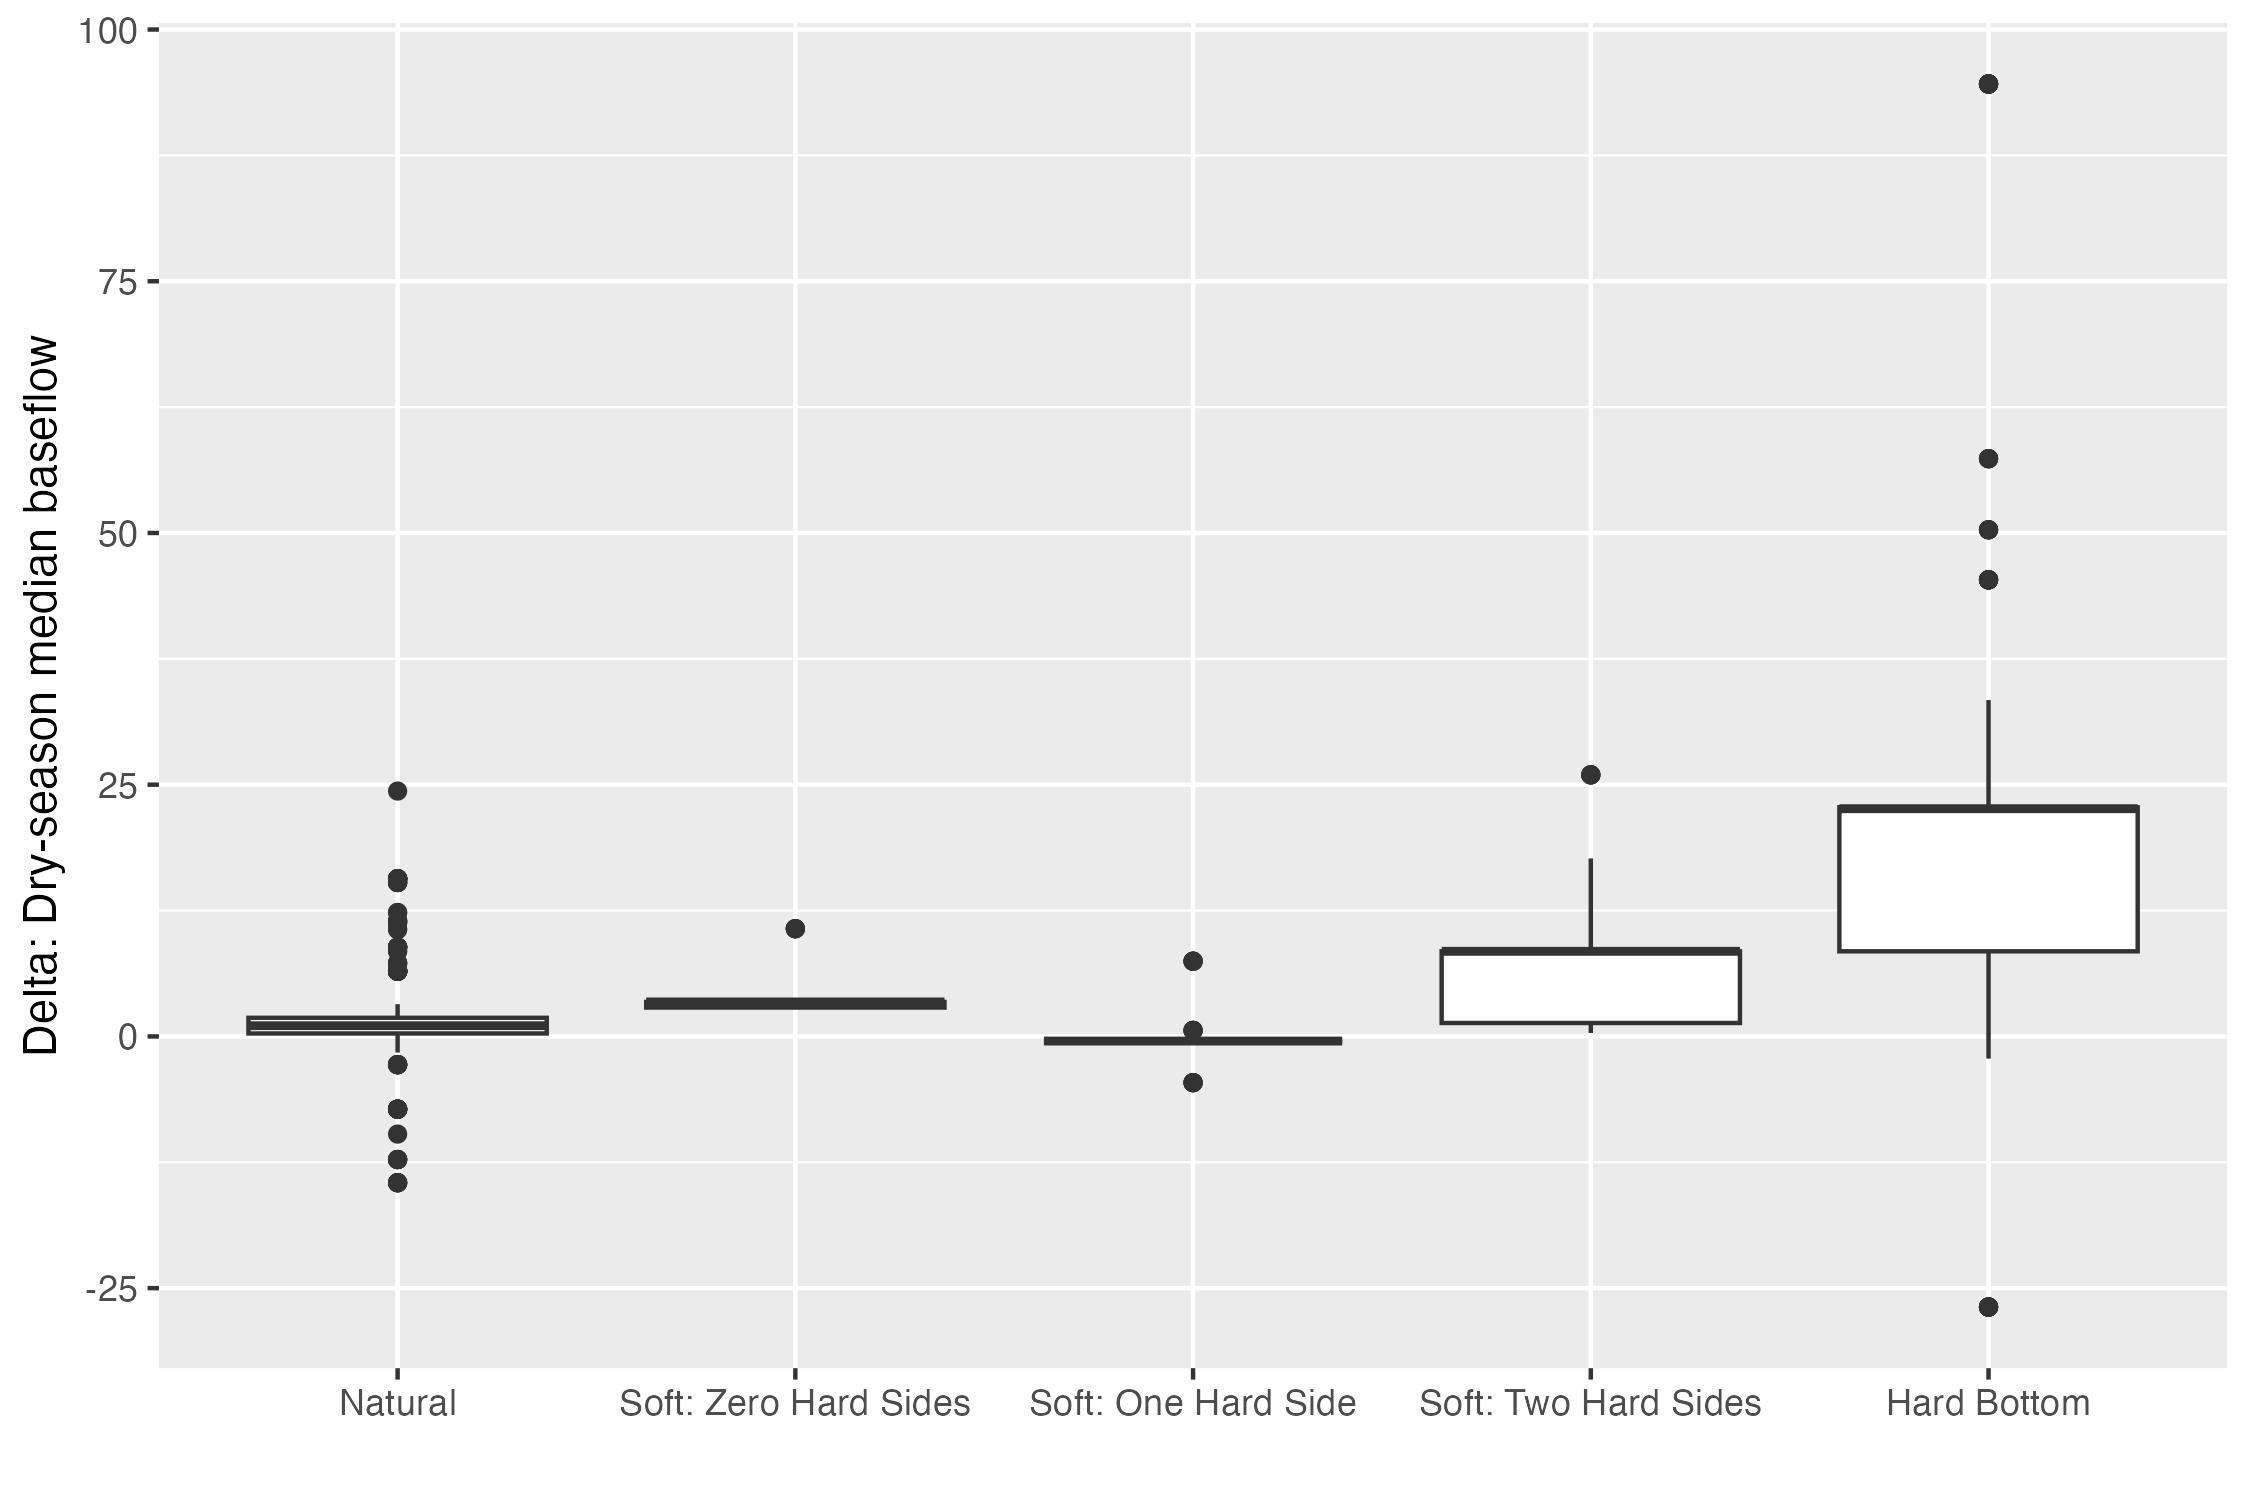 Delta: Dry-season median baseflow
100
75
50
25
0
-25
Natural
Soft: Zero Hard Sides
Soft: One Hard Side
Soft: Two Hard Sides
Hard Bottom